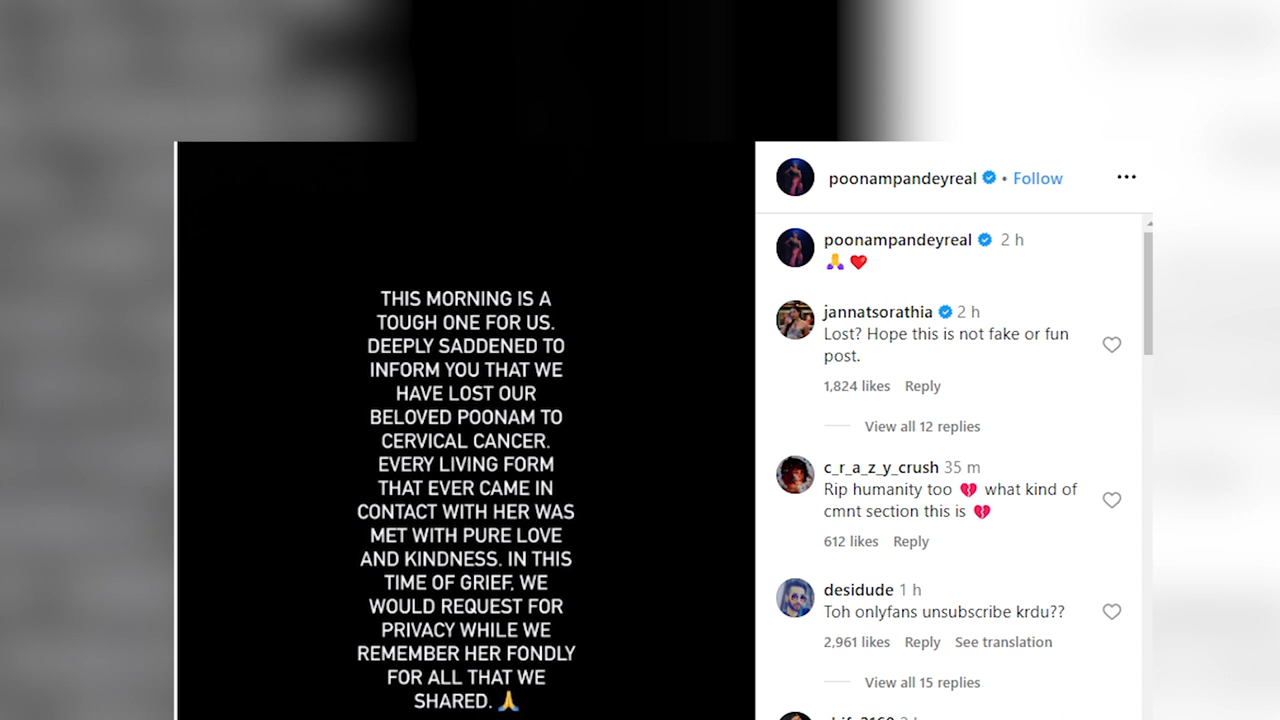 THIS MORNING IS A
TOUGH ONE FOR US.
DEEPLY SADDENED TO
INFORM YOU THAT WE
HAVE LOST OUR
BELOVED POONAM TO
CERVICAL CANCER.
EVERY LIVING FORM
THAT EVER CAME IN
CONTACT WITH HER WAS
MET WITH PURE LOVE
AND KINDNESS. IN THIS
TIME OF GRIEF, WE
WOULD REQUEST FOR
PRIVACY WHILE WE
REMEMBER HER FONDLY
FOR ALL THAT WE
SHARED. 🙏
poonampandeyreal • Follow
poonampandeyreal 2 h
🙏❤️
jannatsorathia 2 h
Lost? Hope this is not fake or fun
post.
1,824 likes Reply
View all 12 replies
c_r_a_z_y_crush 35 m
Rip humanity too 💔 what kind of
cmnt section this is 💔
612 likes Reply
desidude 1 h
Toh onlyfans unsubscribe krdu??
2,961 likes Reply See translation
View all 15 replies